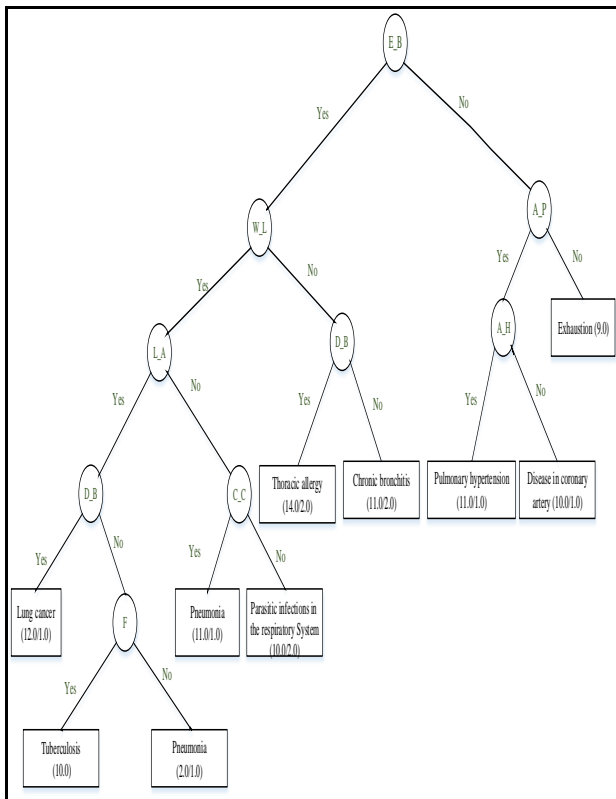 E_B
Yes
No
W_L
A_P
Yes
No
Yes
No
L_A
D_B
A_H
Exhaustion (9.0)
Yes
No
Yes
No
Yes
No
D_B
C_C
Thoracic allergy
(14.0/2.0)
Chronic bronchitis
(11.0/2.0)
Pulmonary hypertension
(11.0/1.0)
Disease in coronary
artery (10.0/1.0)
Yes
No
Yes
No
Lung cancer
(12.0/1.0)
F
Pneumonia
(11.0/1.0)
Parasitic infections in
the respiratory System
(10.0/2.0)
Yes
No
Tuberculosis
(10.0)
Pneumonia
(2.0/1.0)